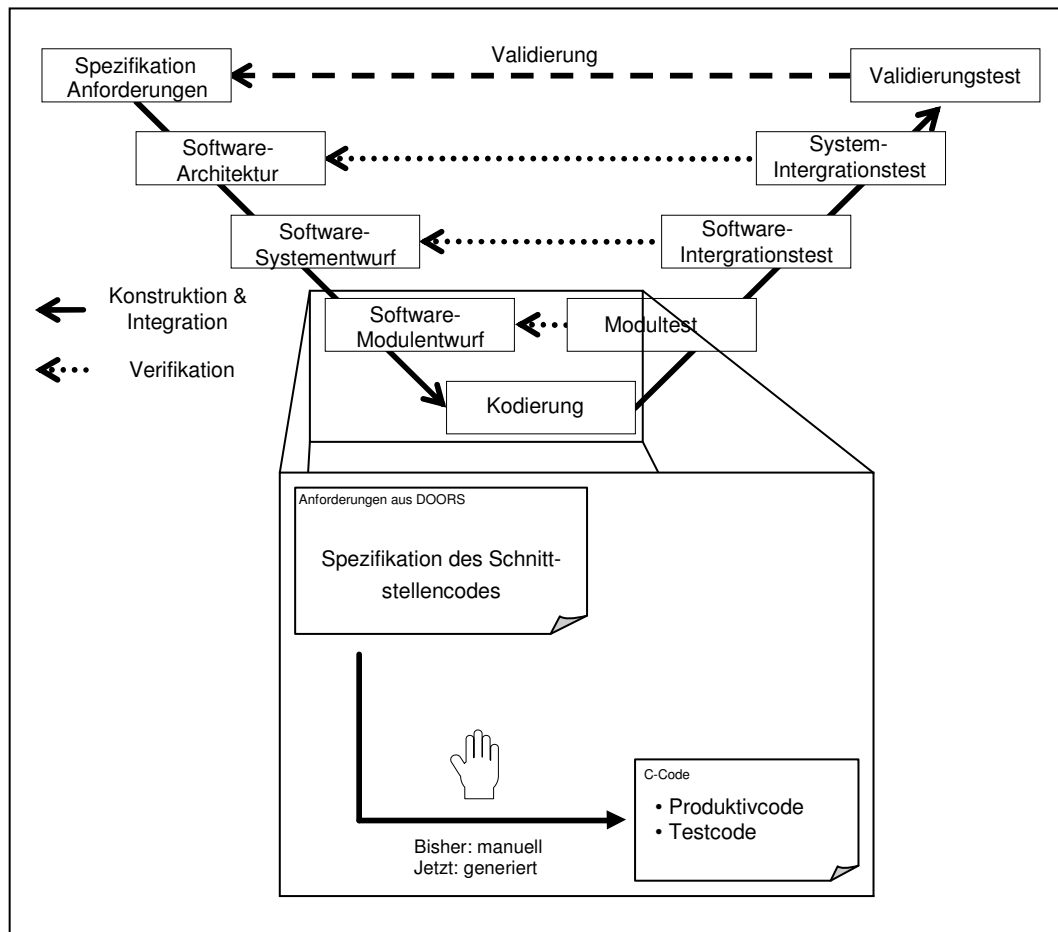 Validierung
Spezifikation
Anforderungen
Validierungstest
Software-
Architektur
System-
Intergrationstest
Software-
Systementwurf
Software-
Intergrationstest
Konstruktion &
Integration
Software-
Modulentwurf
Modultest
Verifikation
Kodierung
Anforderungen aus DOORS
Spezifikation des Schnitt-
stellencodes
C-Code
• Produktivcode
• Testcode
Bisher: manuell
Jetzt: generiert